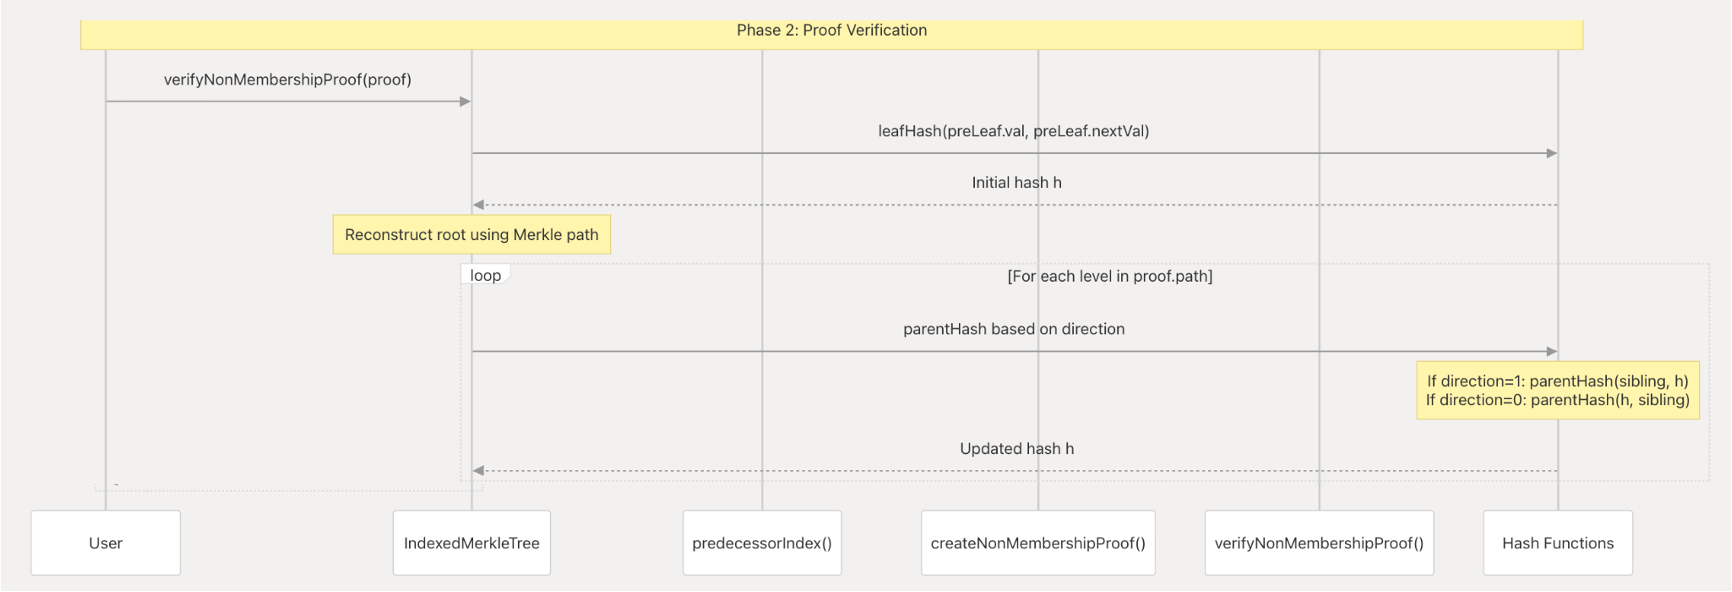 Phase 2: Proof Verification
verifyNonMembershipProof(proof)
leafHash(preLeaf.val, preLeaf.nextVal)
Initial hash h
Reconstruct root using Merkle path
loop
[For each level in proof.path]
parentHash based on direction
If direction=1: parentHash(sibling, h)
If direction=0: parentHash(h, sibling)
Updated hash h
User
IndexedMerkleTree
predecessorIndex()
createNonMembershipProof()
verifyNonMembershipProof()
Hash Functions